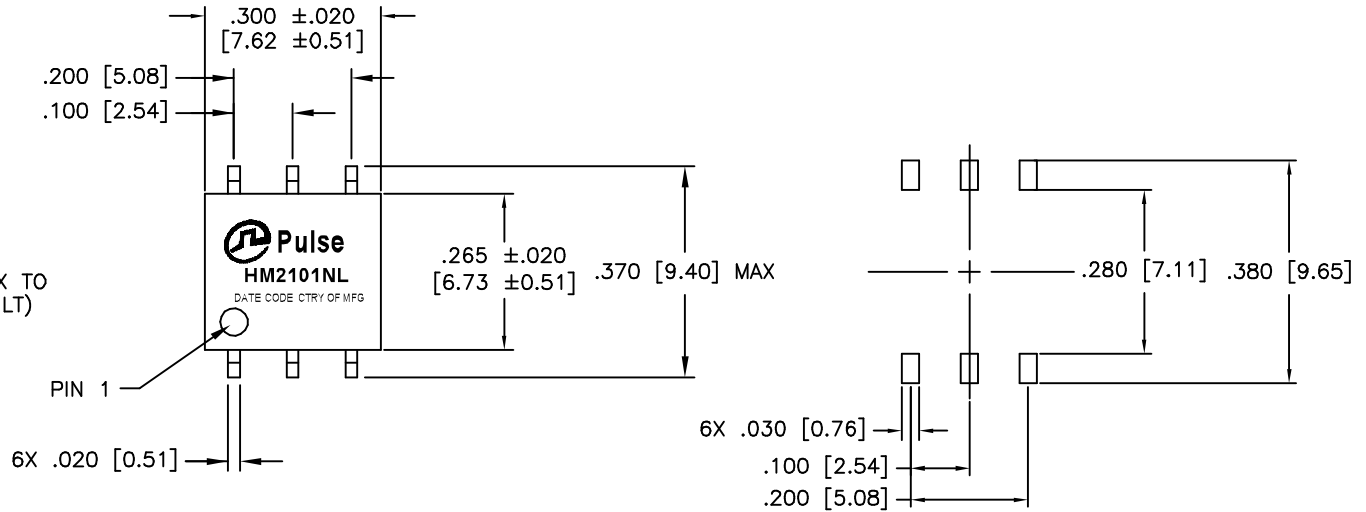 .300 ±.020
[7.62 ±0.51]
.200 [5.08]
.100 [2.54]
Pulse
HM2101NL
DATE CODE CTRY OF MFG
X TO
LT)
PIN 1
6X .020 [0.51]
.265 ±.020
[6.73 ±0.51]
.370 [9.40] MAX
.280 [7.11]
.380 [9.65]
6X .030 [0.76]
.100 [2.54]
.200 [5.08]